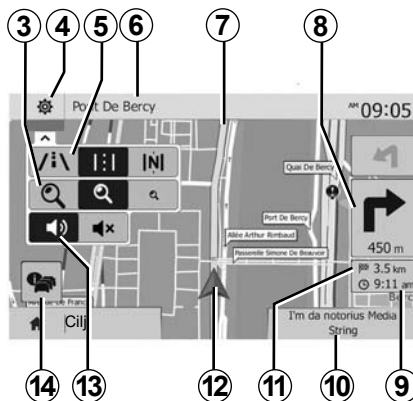 3
4
5
6
7
8
Pont De Bercy
AM 09:05
N
Quai De Bercy
Port De Bercy
Allée Arthur Rimbaud
Passerelle Simone De Beauvoir
450 m
3.5 km
9:11 am
Cilj
I'm da notorius Media
String
14
13
12
11
10
9